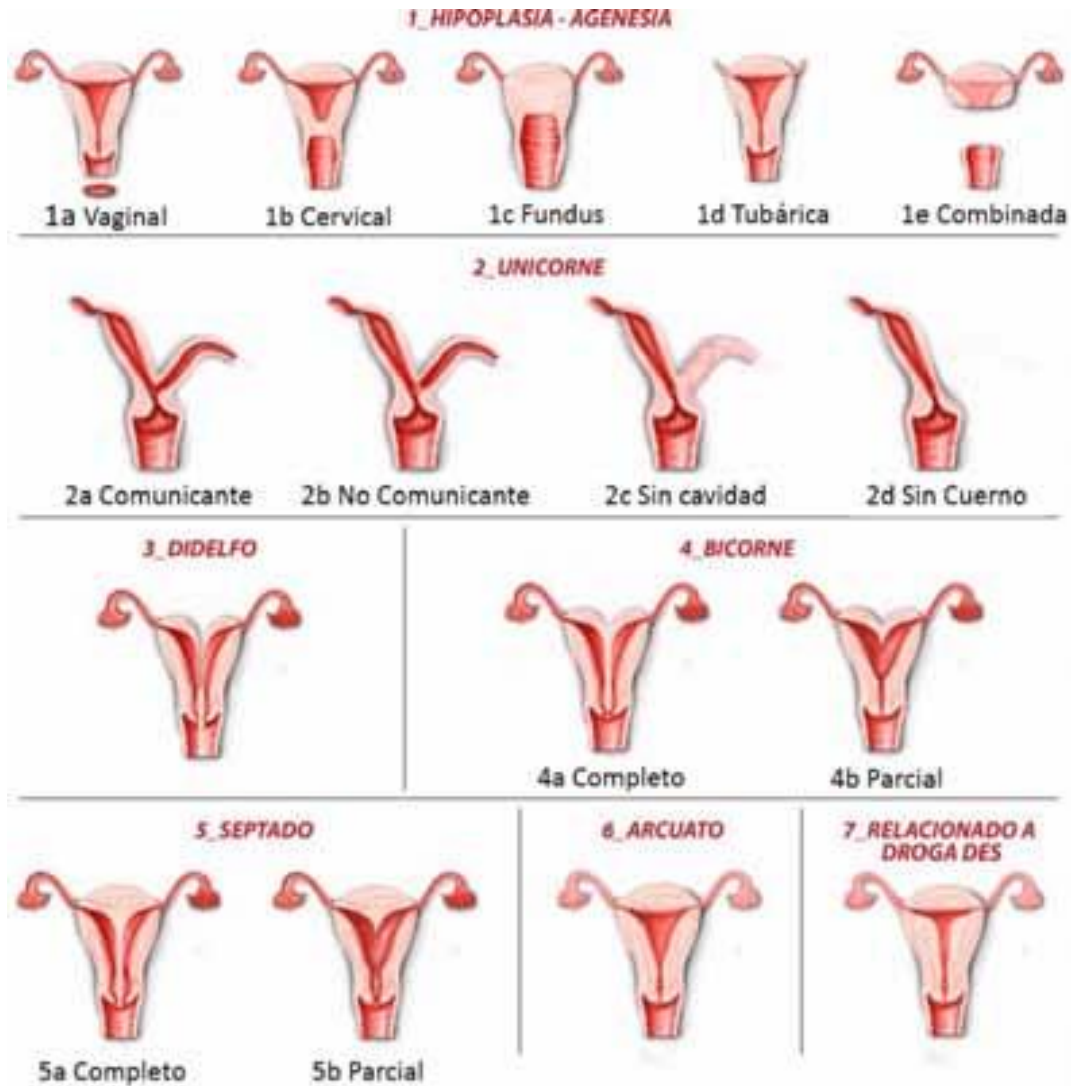 1_HIPOPLASIA - AGENESIA
1a Vaginal
1b Cervical
1c Fundus
1d Tubárica
1e Combinada
2_UNICORNE
2a Comunicante
2b No Comunicante
2c Sin cavidad
2d Sin Cuerno
3_DIDELFO
4_BICORNE
4a Completo
4b Parcial
5_SEPTADO
6_ARCUATO
7_RELACIONADO A
DROGA DES
5a Completo
5b Parcial